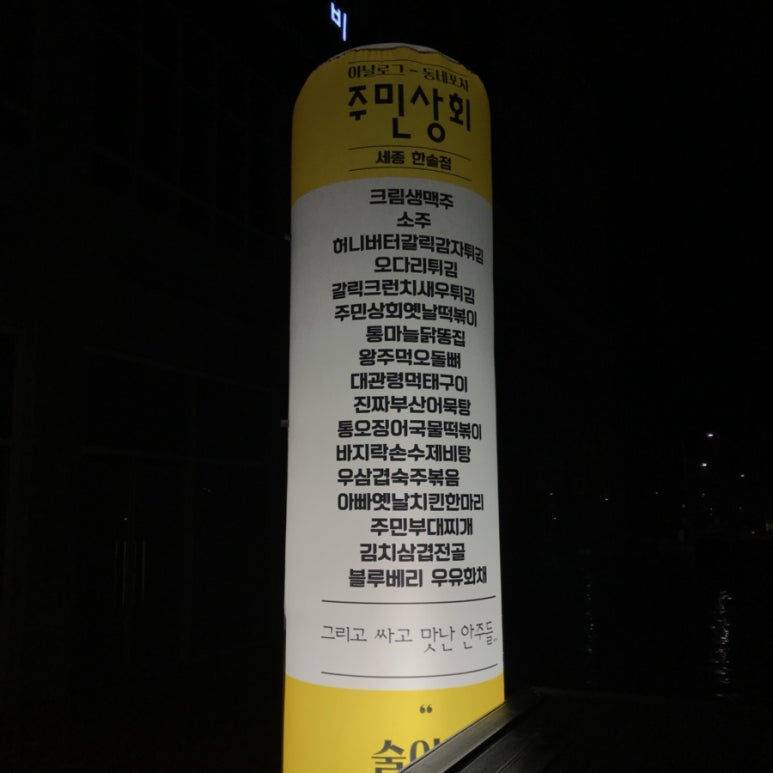 비
아날로그 - 동네포차
주민상회
세종 한솔점
크림생맥주
소주
허니버터갈릭감자튀김
오다리튀김
갈릭크런치새우튀김
주민상회옛날떡볶이
통마늘닭똥집
왕주먹오돌뼈
대관령먹태구이
진짜부산어묵탕
통오징어국물떡볶이
바지락손수제비탕
우삼겹숙주볶음
아빠옛날치킨한마리
주민부대찌개
김치삼겹전골
블루베리 우유화채
그리고 싸고 맛난 안주들..
“